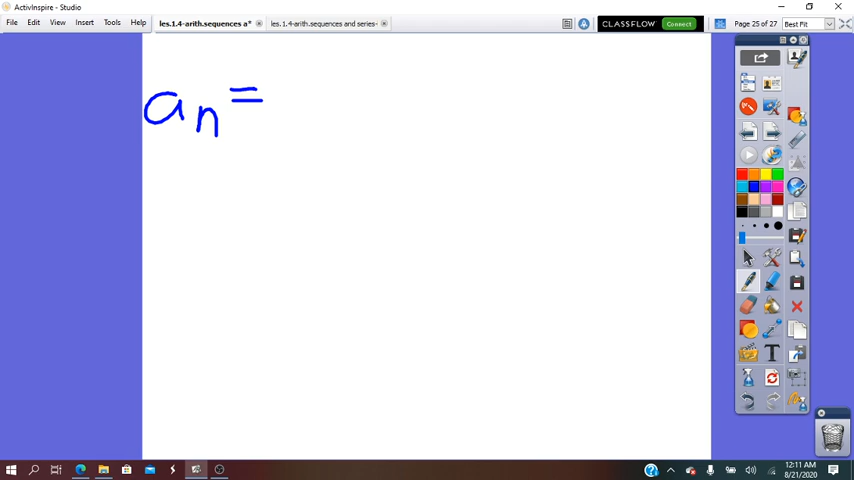 ActivInspire - Studio
File Edit View Insert Tools Help
les.1.4-arith.sequences a* les.1.4-arith.sequences and series-
CLASSFLOW Connect Page 25 of 27 Best Fit
aₙ =
T
12:11 AM
8/21/2020